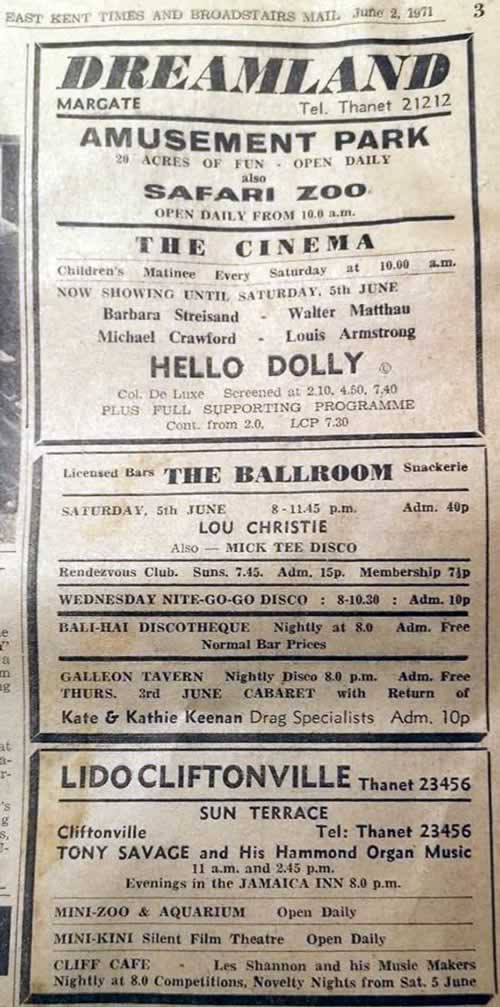 EAST KENT TIMES AND BROADSTAIRS MAIL June 2, 1971 3
DREAMLAND
MARGATE Tel. Thanet 21212
AMUSEMENT PARK
20 ACRES OF FUN - OPEN DAILY
also
SAFARI ZOO
OPEN DAILY FROM 10.0 a.m.
THE CINEMA
Children's Matinee Every Saturday at 10.00 a.m.
NOW SHOWING UNTIL SATURDAY, 5th JUNE
Barbara Streisand - Walter Matthau
Michael Crawford - Louis Armstrong
HELLO DOLLY
Col. De Luxe Screened at 2.10, 4.50, 7.40
PLUS FULL SUPPORTING PROGRAMME
Cont. from 2.0. LCP 7.30
Licensed Bars THE BALLROOM Snackerie
SATURDAY, 5th JUNE 8-11.45 p.m. Adm. 40p
LOU CHRISTIE
Also — MICK TEE DISCO
Rendezvous Club. Suns. 7.45. Adm. 15p. Membership 7½p
WEDNESDAY NITE-GO-GO DISCO : 8-10.30 : Adm. 10p
BALI-HAI DISCOTHEQUE Nightly at 8.0 Adm. Free
Normal Bar Prices
GALLEON TAVERN Nightly Disco 8.0 p.m. Adm. Free
THURS. 3rd JUNE CABARET with Return of
Kate & Kathie Keenan Drag Specialists Adm. 10p
LIDO CLIFTONVILLE Thanet 23456
SUN TERRACE
Cliftonville Tel: Thanet 23456
TONY SAVAGE and His Hammond Organ Music
11 a.m. and 2.45 p.m.
Evenings in the JAMAICA INN 8.0 p.m.
MINI-ZOO & AQUARIUM Open Daily
MINI-KINI Silent Film Theatre Open Daily
CLIFF CAFE - Les Shannon and his Music Makers
Nightly at 8.0 Competitions, Novelty Nights from Sat. 5 June